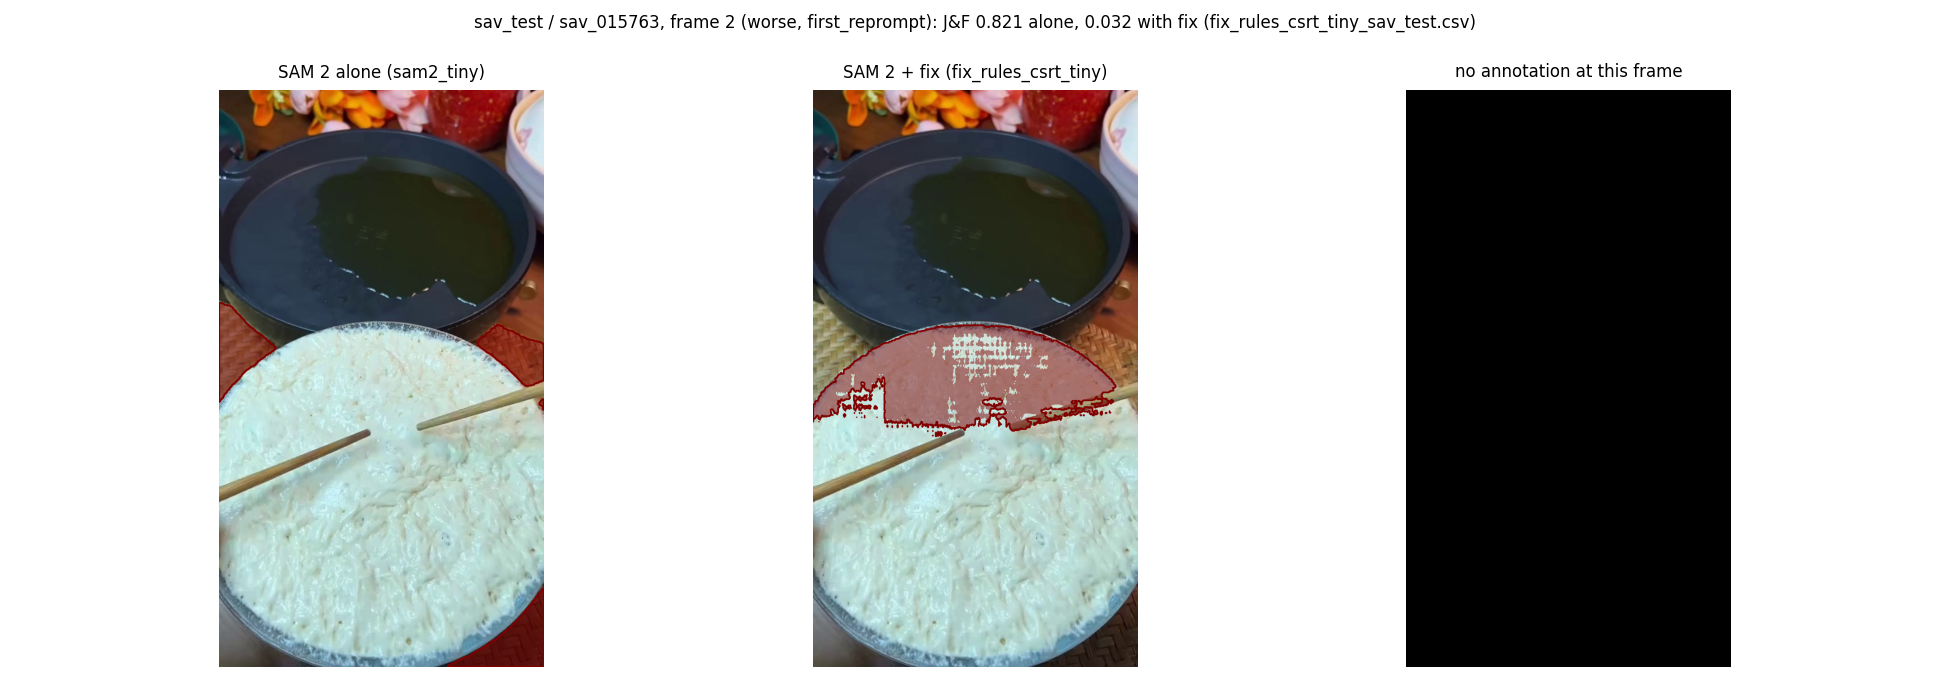 sav_test / sav_015763, frame 2 (worse, first_reprompt): J&F 0.821 alone, 0.032 with fix (fix_rules_csrt_tiny_sav_test.csv)
SAM 2 alone (sam2_tiny)
SAM 2 + fix (fix_rules_csrt_tiny)
no annotation at this frame